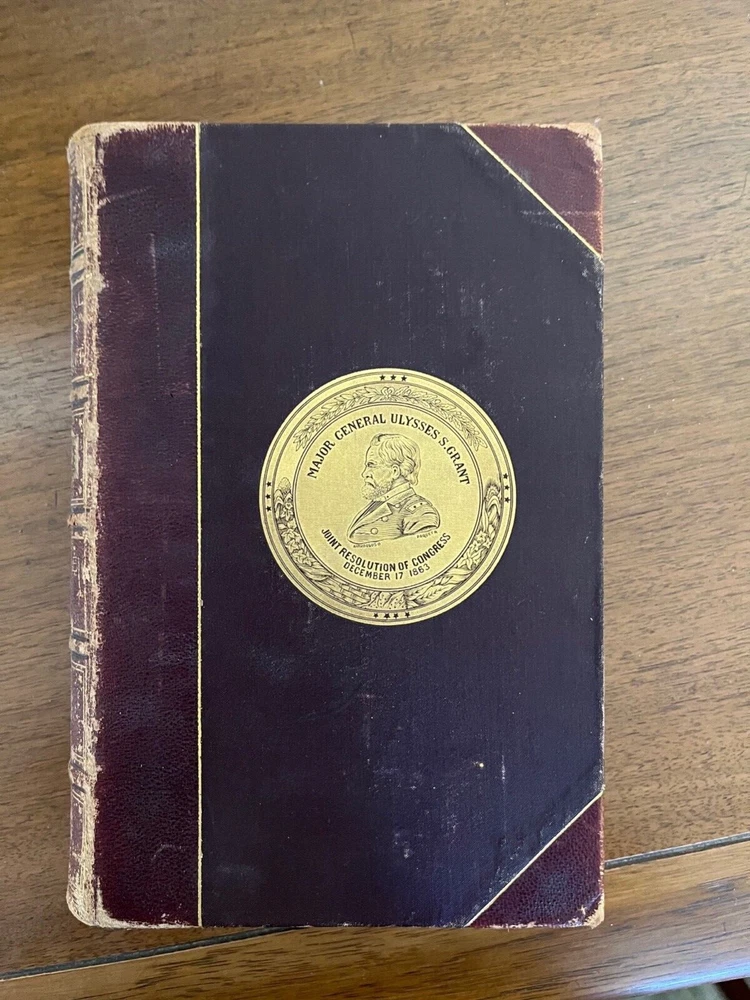 MAJOR GENERAL ULYSSES S. GRANT
JOINT RESOLUTION OF CONGRESS
DECEMBER 17 1863